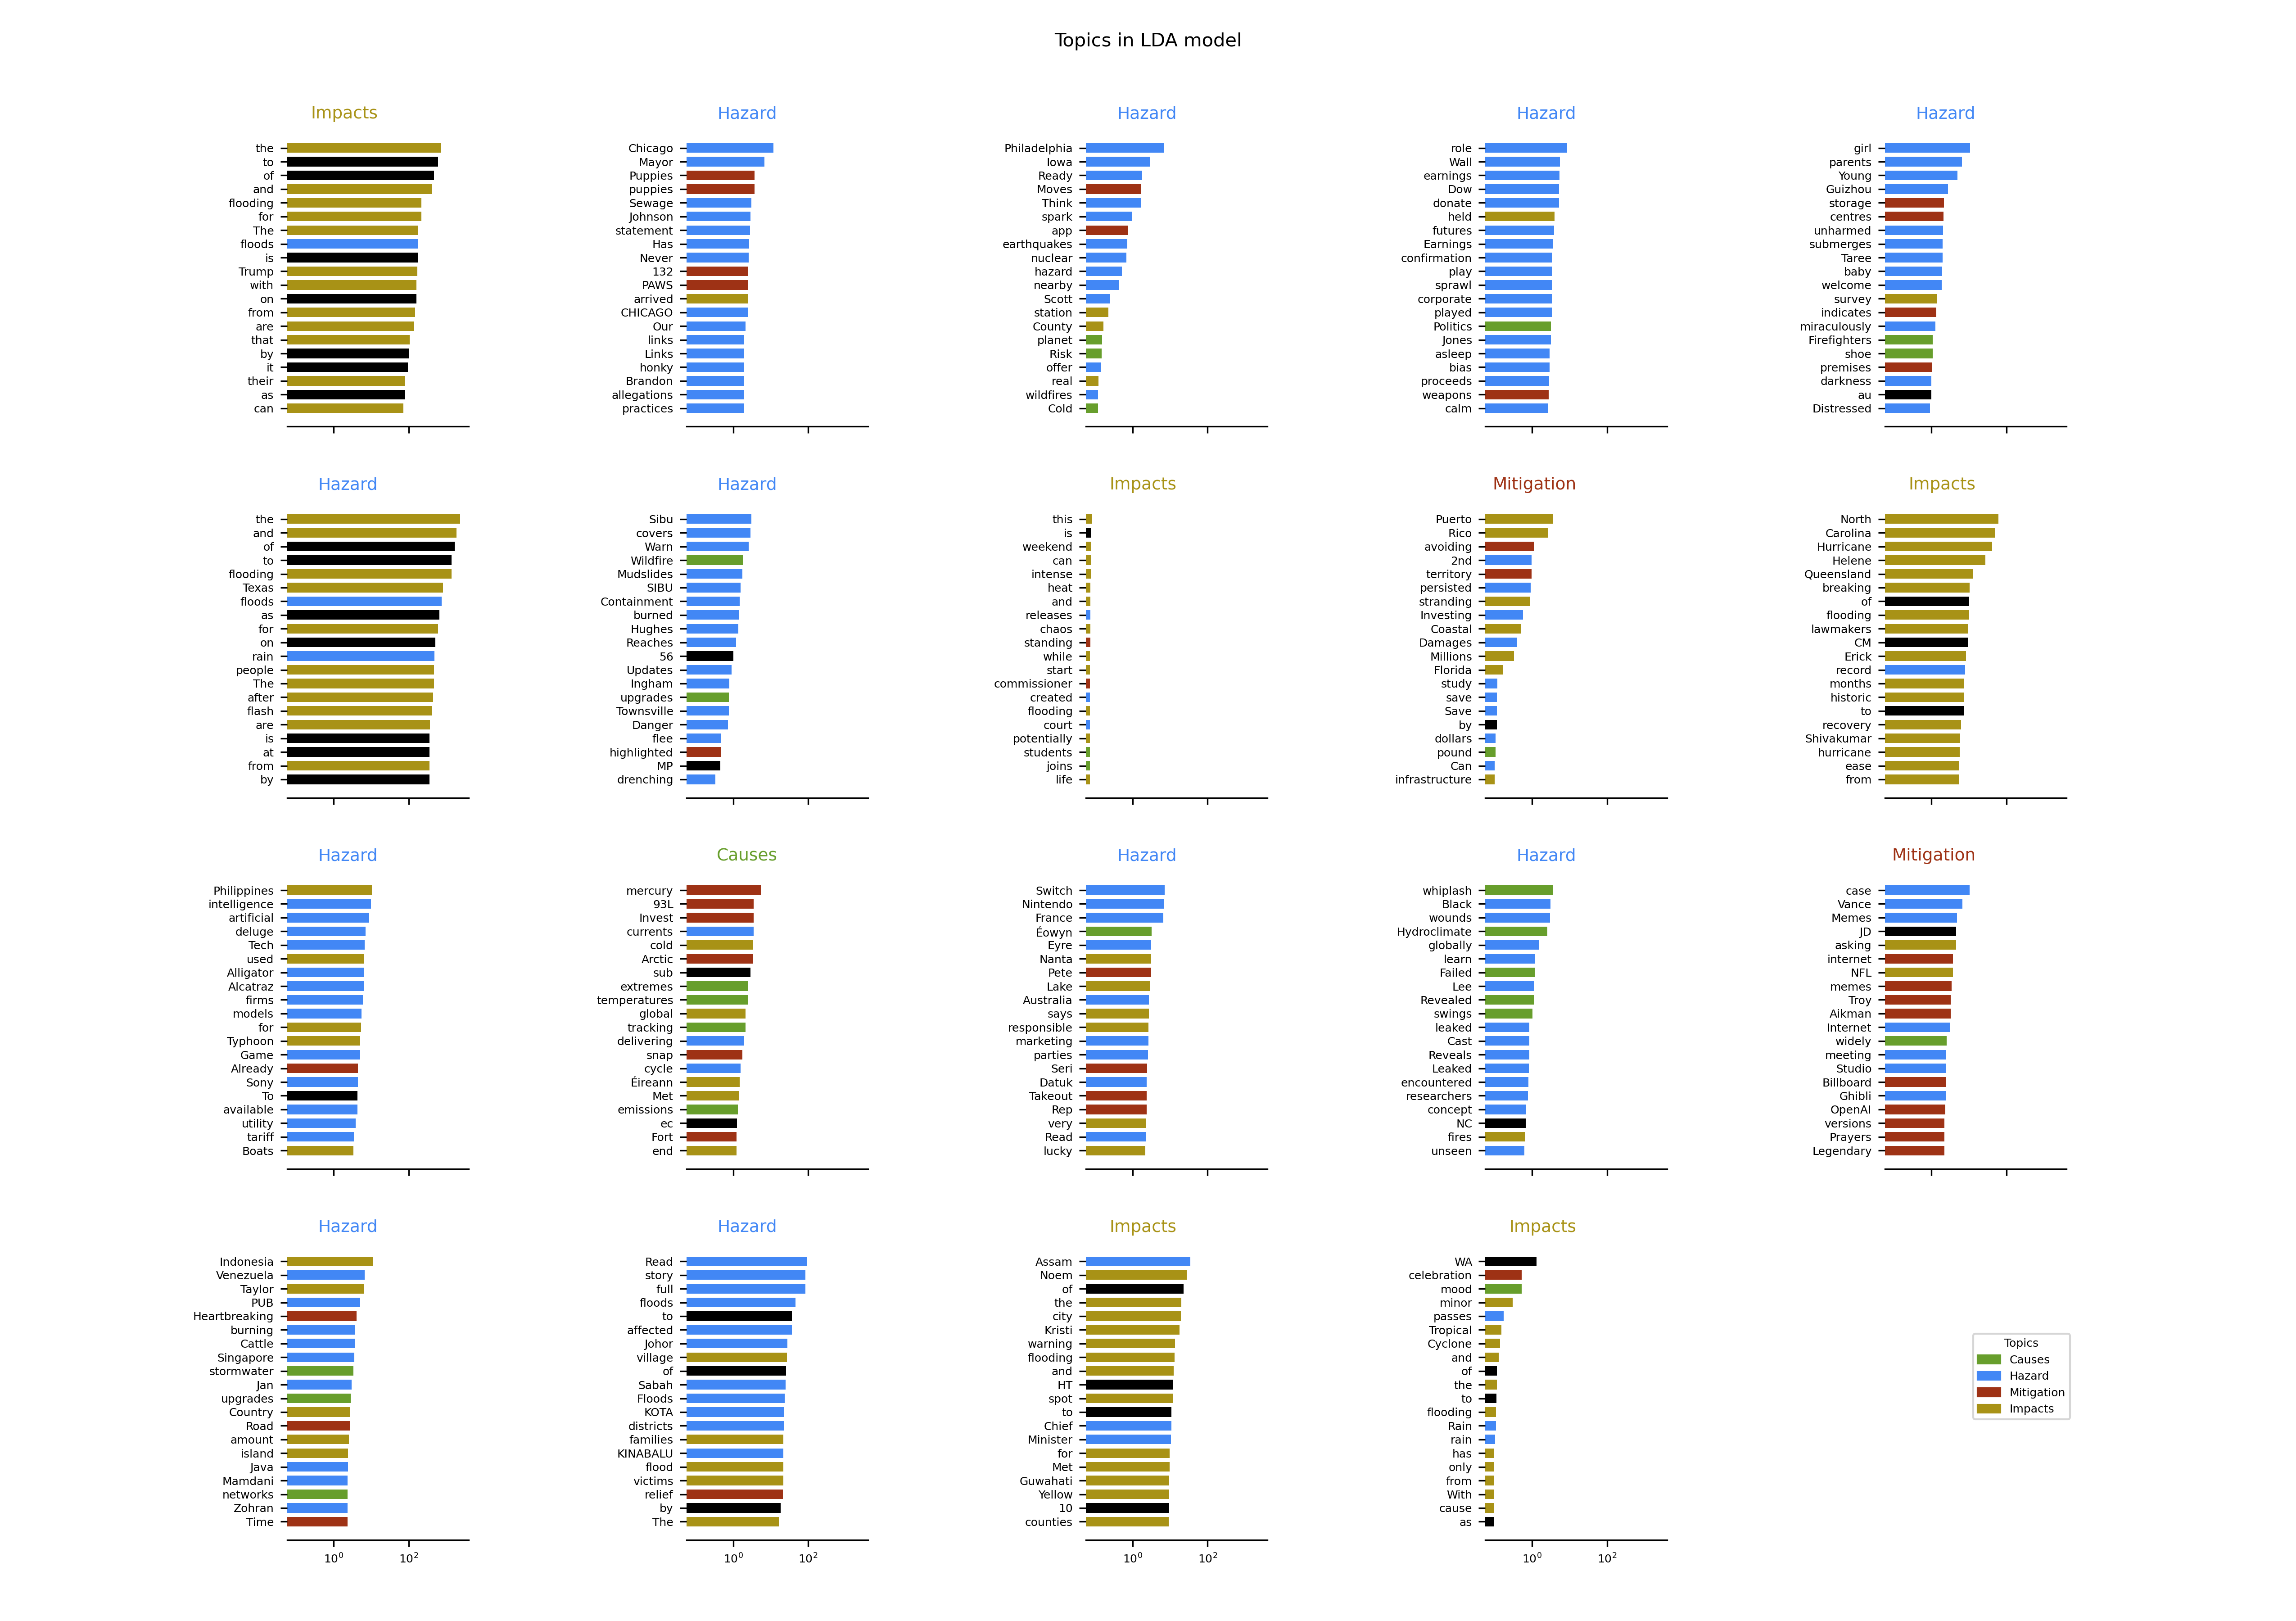 Topics in LDA model
Impacts
the
to
of
and
flooding
for
The
floods
is
Trump
with
on
from
are
that
by
it
their
as
can
Hazard
Chicago
Mayor
Puppies
puppies
Sewage
Johnson
statement
Has
Never
132
PAWS
arrived
CHICAGO
Our
links
Links
honky
Brandon
allegations
practices
Hazard
Philadelphia
Iowa
Ready
Moves
Think
spark
app
earthquakes
nuclear
hazard
nearby
Scott
station
County
planet
Risk
offer
real
wildfires
Cold
Hazard
role
Wall
earnings
Dow
donate
held
futures
Earnings
confirmation
play
sprawl
corporate
played
Politics
Jones
asleep
bias
proceeds
weapons
calm
Hazard
girl
parents
Young
Guizhou
storage
centres
unharmed
submerges
Taree
baby
welcome
survey
indicates
miraculously
Firefighters
shoe
premises
darkness
au
Distressed
Hazard
the
and
of
to
flooding
Texas
floods
as
for
on
rain
people
The
after
flash
are
is
at
from
by
Hazard
Sibu
covers
Warn
Wildfire
Mudslides
SIBU
Containment
burned
Hughes
Reaches
56
Updates
Ingham
upgrades
Townsville
Danger
flee
highlighted
MP
drenching
Impacts
this
is
weekend
can
intense
heat
and
releases
chaos
standing
while
start
commissioner
created
flooding
court
potentially
students
joins
life
Mitigation
Puerto
Rico
avoiding
2nd
territory
persisted
stranding
Investing
Coastal
Damages
Millions
Florida
study
save
Save
by
dollars
pound
Can
infrastructure
Impacts
North
Carolina
Hurricane
Helene
Queensland
breaking
of
flooding
lawmakers
CM
Erick
record
months
historic
to
recovery
Shivakumar
hurricane
ease
from
Hazard
Philippines
intelligence
artificial
deluge
Tech
used
Alligator
Alcatraz
firms
models
for
Typhoon
Game
Already
Sony
To
available
utility
tariff
Boats
Causes
mercury
93L
Invest
currents
cold
Arctic
sub
extremes
temperatures
global
tracking
delivering
snap
cycle
Éireann
Met
emissions
ec
Fort
end
Hazard
Switch
Nintendo
France
Éowyn
Eyre
Nanta
Pete
Lake
Australia
says
responsible
marketing
parties
Seri
Datuk
Takeout
Rep
very
Read
lucky
Hazard
whiplash
Black
wounds
Hydroclimate
globally
learn
Failed
Lee
Revealed
swings
leaked
Cast
Reveals
Leaked
encountered
researchers
concept
NC
fires
unseen
Mitigation
case
Vance
Memes
JD
asking
internet
NFL
memes
Troy
Aikman
Internet
widely
meeting
Studio
Billboard
Ghibli
OpenAI
versions
Prayers
Legendary
Hazard
Indonesia
Venezuela
Taylor
PUB
Heartbreaking
burning
Cattle
Singapore
stormwater
Jan
upgrades
Country
Road
amount
island
Java
Mamdani
networks
Zohran
Time
10⁰ 10²
Hazard
Read
story
full
floods
to
affected
Johor
village
of
Sabah
Floods
KOTA
districts
families
KINABALU
flood
victims
relief
by
The
10⁰ 10²
Impacts
Assam
Noem
of
the
city
Kristi
warning
flooding
and
HT
spot
to
Chief
Minister
for
Met
Guwahati
Yellow
10
counties
10⁰ 10²
Impacts
WA
celebration
mood
minor
passes
Tropical
Cyclone
and
of
the
to
flooding
Rain
rain
has
only
from
With
cause
as
10⁰ 10²
Topics
Causes
Hazard
Mitigation
Impacts